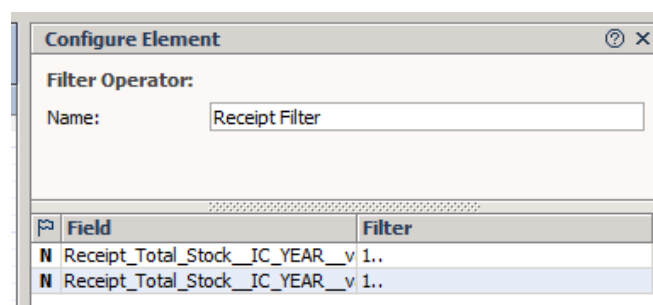 Configure Element
Filter Operator:
Name: Receipt Filter
Field Filter
N Receipt_Total_Stock__IC_YEAR__v 1..
N Receipt_Total_Stock__IC_YEAR__v 1..